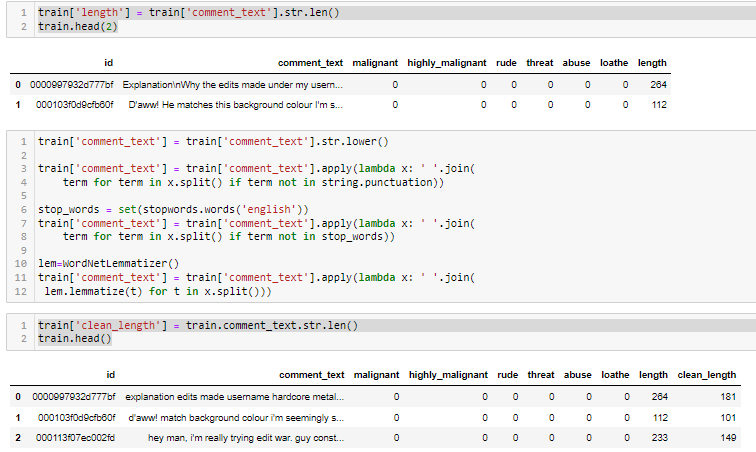 1 train['length'] = train['comment_text'].str.len()
2 train.head(2)
id comment_text malignant highly_malignant rude threat abuse loathe length
0 0000997932d777bf Explanation\nWhy the edits made under my usern... 0 0 0 0 0 0 264
1 000103f0d9cfb60f D'aww! He matches this background colour I'm s... 0 0 0 0 0 0 112
1 train['comment_text'] = train['comment_text'].str.lower()
2
3 train['comment_text'] = train['comment_text'].apply(lambda x: ' '.join(
4 term for term in x.split() if term not in string.punctuation))
5
6 stop_words = set(stopwords.words('english'))
7 train['comment_text'] = train['comment_text'].apply(lambda x: ' '.join(
8 term for term in x.split() if term not in stop_words))
9
10 lem=WordNetLemmatizer()
11 train['comment_text'] = train['comment_text'].apply(lambda x: ' '.join(
12 lem.lemmatize(t) for t in x.split()))
1 train['clean_length'] = train.comment_text.str.len()
2 train.head()
id comment_text malignant highly_malignant rude threat abuse loathe length clean_length
0 0000997932d777bf explanation edits made username hardcore metal... 0 0 0 0 0 0 264 181
1 000103f0d9cfb60f d'aww! match background colour i'm seemingly s... 0 0 0 0 0 0 112 101
2 000113f07ec002fd hey man, i'm really trying edit war. guy const... 0 0 0 0 0 0 233 149